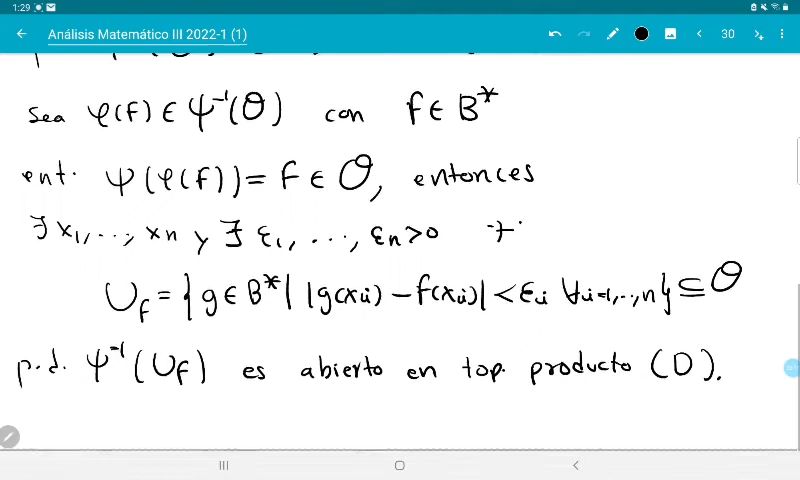 1:29 p.d.
Análisis Matemático III 2022-1 (1)
30
Sea φ(f) ∈ ψ⁻¹(O) con f ∈ B*
ent. ψ(φ(f)) = f ∈ O, entonces
∃ x₁,..., xn y ∃ ε₁, ..., εn>0 +.
U_f = { g ∈ B* | |g(xᵢ) - f(xᵢ)| < εᵢ ∀i=1,..,n} ⊆ O
p.d. ψ⁻¹(U_f) es abierto en top. producto (D).